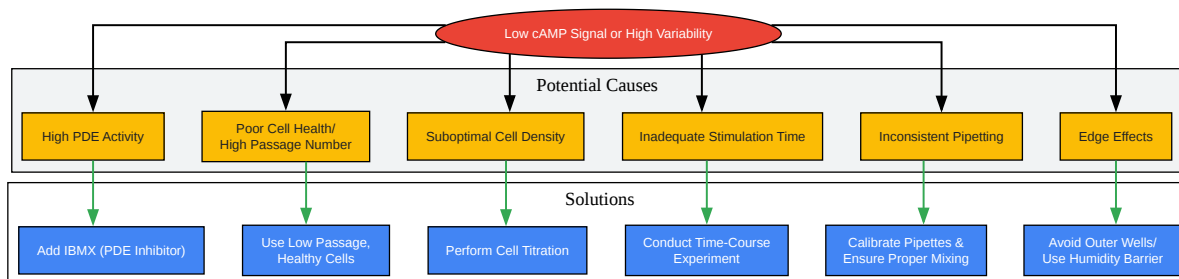 Low cAMP Signal or High Variability
Potential Causes
High PDE Activity
Poor Cell Health/
High Passage Number
Suboptimal Cell Density
Inadequate Stimulation Time
Inconsistent Pipetting
Edge Effects
Solutions
Add IBMX (PDE Inhibitor)
Use Low Passage,
Healthy Cells
Perform Cell Titration
Conduct Time-Course
Experiment
Calibrate Pipettes &
Ensure Proper Mixing
Avoid Outer Wells/
Use Humidity Barrier